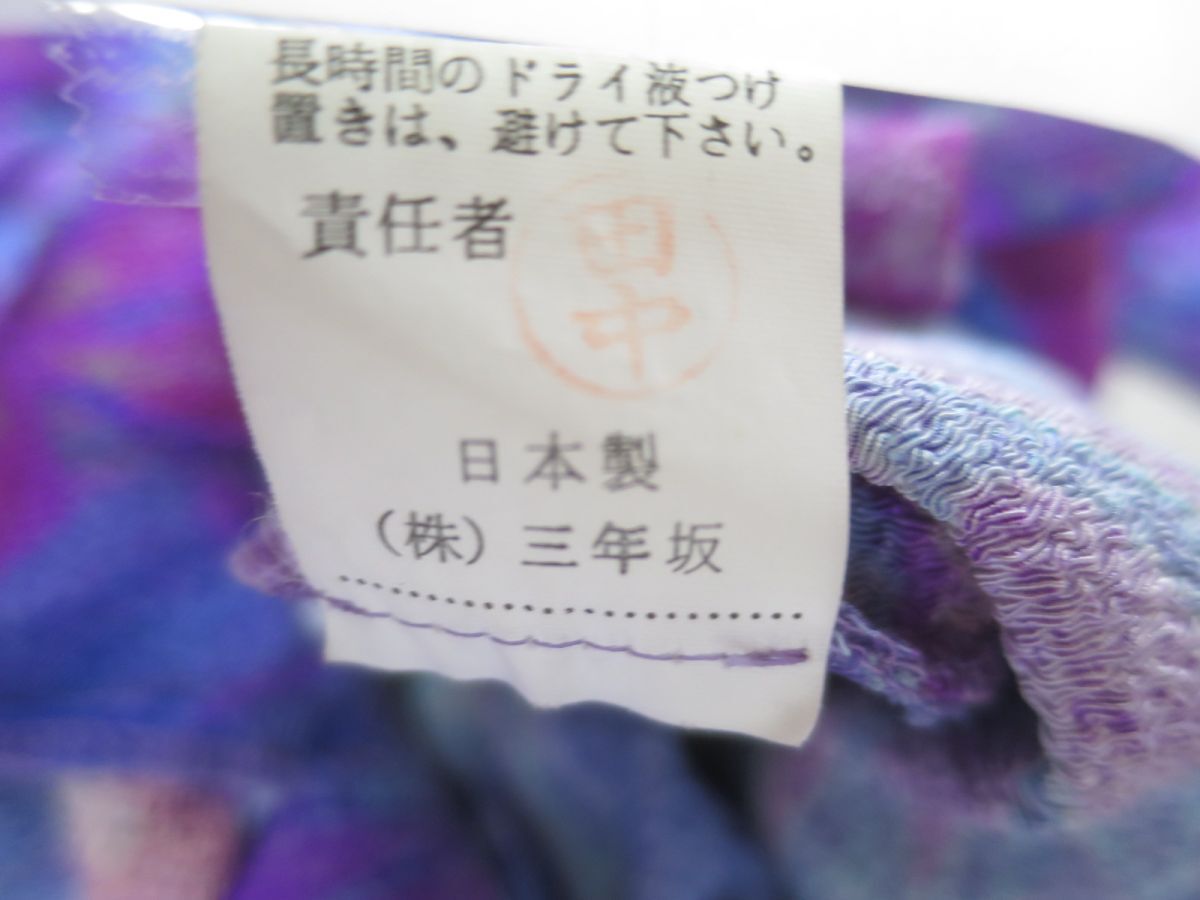 長時間のドライ液つけ
置きは、避けて下さい。
責任者 田中
日本製
（株）三年坂